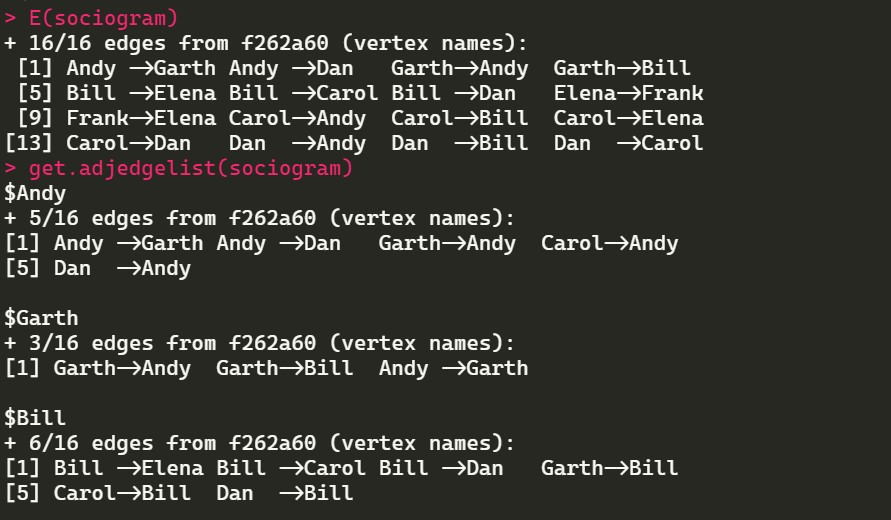 > E(sociogram)
+ 16/16 edges from f262a60 (vertex names):
 [1] Andy ->Garth Andy ->Dan   Garth->Andy  Garth->Bill
 [5] Bill ->Elena Bill ->Carol Bill ->Dan   Elena->Frank
 [9] Frank->Elena Carol->Andy  Carol->Bill  Carol->Elena
[13] Carol->Dan   Dan  ->Andy  Dan  ->Bill  Dan  ->Carol
> get.adjedgelist(sociogram)
$Andy
+ 5/16 edges from f262a60 (vertex names):
[1] Andy ->Garth Andy ->Dan   Garth->Andy  Carol->Andy
[5] Dan  ->Andy

$Garth
+ 3/16 edges from f262a60 (vertex names):
[1] Garth->Andy  Garth->Bill  Andy ->Garth

$Bill
+ 6/16 edges from f262a60 (vertex names):
[1] Bill ->Elena Bill ->Carol Bill ->Dan   Garth->Bill
[5] Carol->Bill  Dan  ->Bill